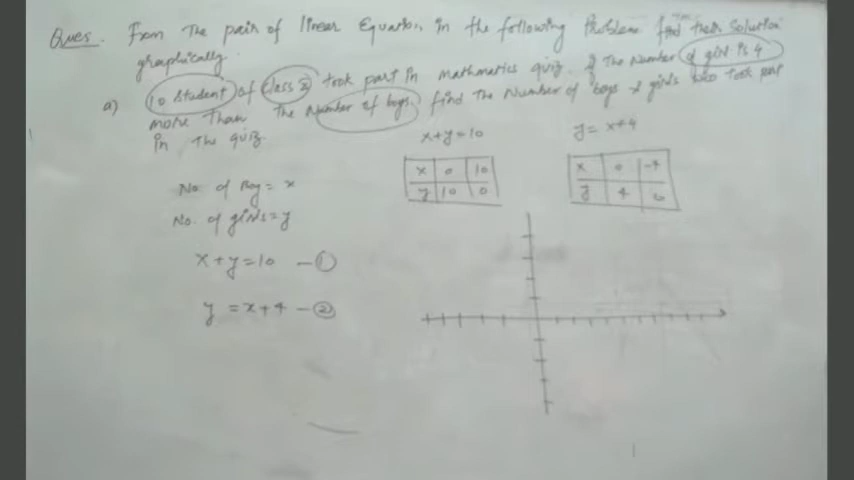 Ques. From The pair of linear Equation in the following Problem find their Solution
graphically.
a) 10 Student of class 2 took part in mathematics quiz. If The Number of girl is 4
more Than the Number of boys. find The Number of boys & girls who took part
in The quiz
x+y=10
y=x+4
x 0 10
y 10 0
x 0 -4
y 4 0
No. of Boy = x
No. of girls = y
x+y=10 —①
y = x+4 —②